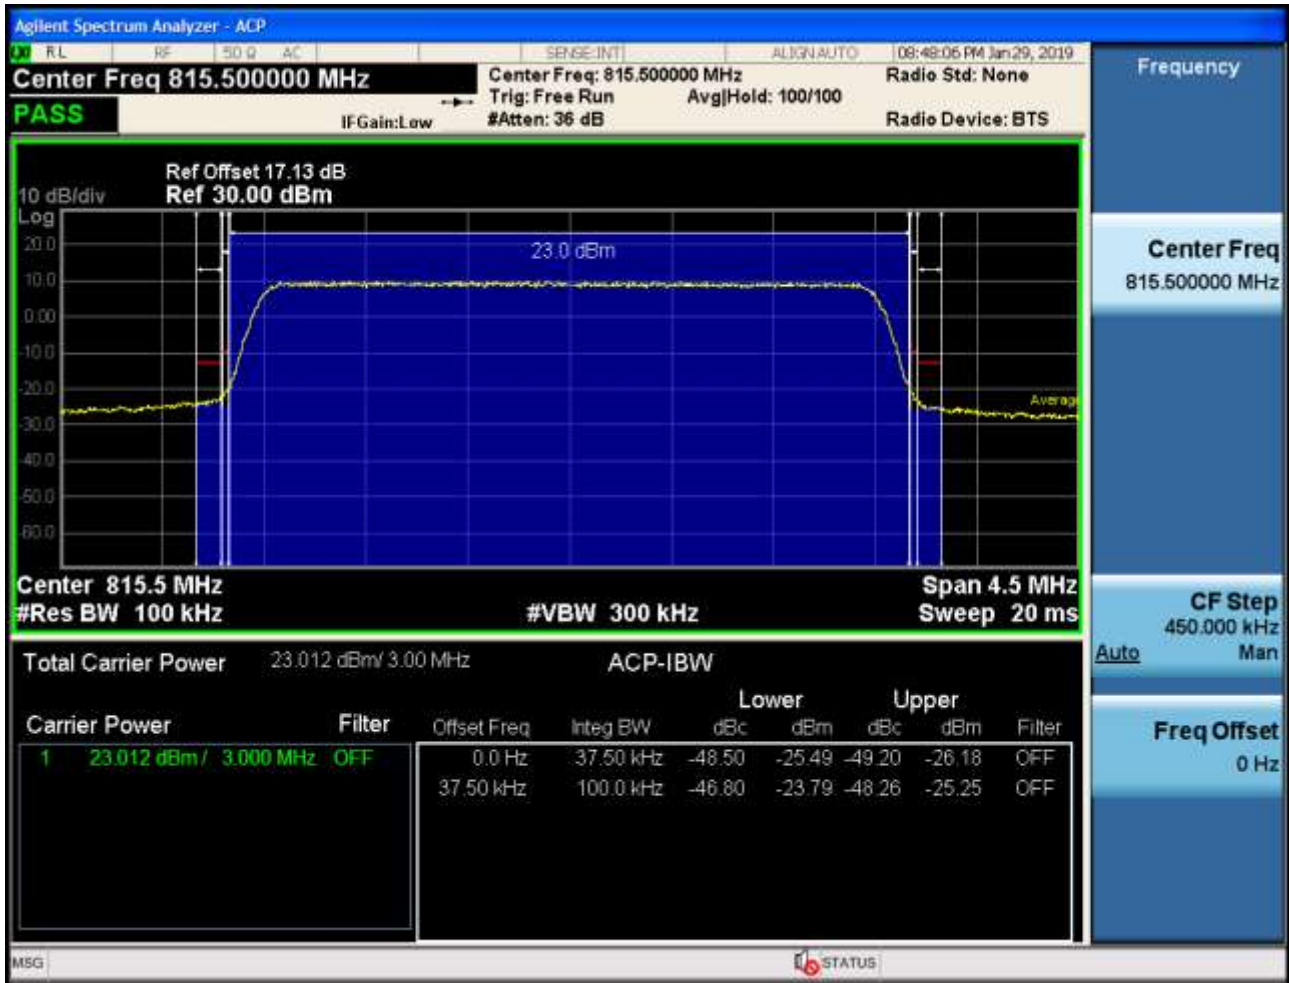 Agilent Spectrum Analyzer - ACP
LXI RL RF 50 Ω AC SENSE:INT ALIGN AUTO 08:48:06 PM Jan 29, 2019
Center Freq 815.500000 MHz Center Freq: 815.500000 MHz Radio Std: None
Trig: Free Run Avg|Hold: 100/100
PASS IFGain:Low #Atten: 36 dB Radio Device: BTS
Ref Offset 17.13 dB
10 dB/div Ref 30.00 dBm
Log
20.0
23.0 dBm
10.0
0.00
-10.0
-20.0
Average
-30.0
-40.0
-50.0
-60.0
Center 815.5 MHz Span 4.5 MHz
#Res BW 100 kHz #VBW 300 kHz Sweep 20 ms
Total Carrier Power 23.012 dBm/ 3.00 MHz ACP-IBW
Lower Upper
Carrier Power Filter Offset Freq Integ BW dBc dBm dBc dBm Filter
1 23.012 dBm / 3.000 MHz OFF 0.0 Hz 37.50 kHz -48.50 -25.49 -49.20 -26.18 OFF
37.50 kHz 100.0 kHz -46.80 -23.79 -48.26 -25.25 OFF
MSG STATUS
Frequency
Center Freq
815.500000 MHz
CF Step
450.000 kHz
Auto Man
Freq Offset
0 Hz